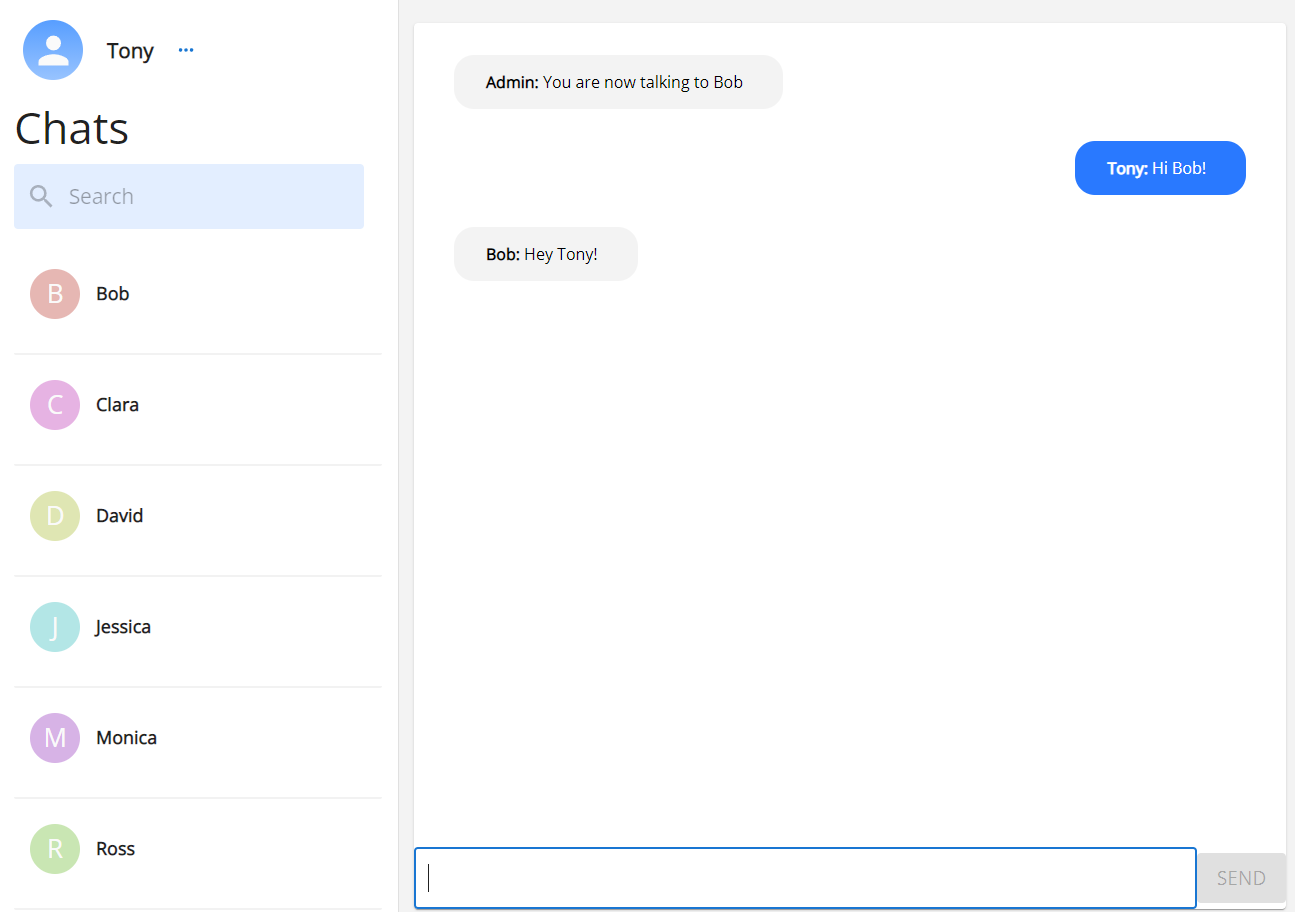 Tony
Chats
Search
B
Bob
C
Clara
D
David
J
Jessica
M
Monica
R
Ross
Admin: You are now talking to Bob
Tony: Hi Bob!
Bob: Hey Tony!
SEND